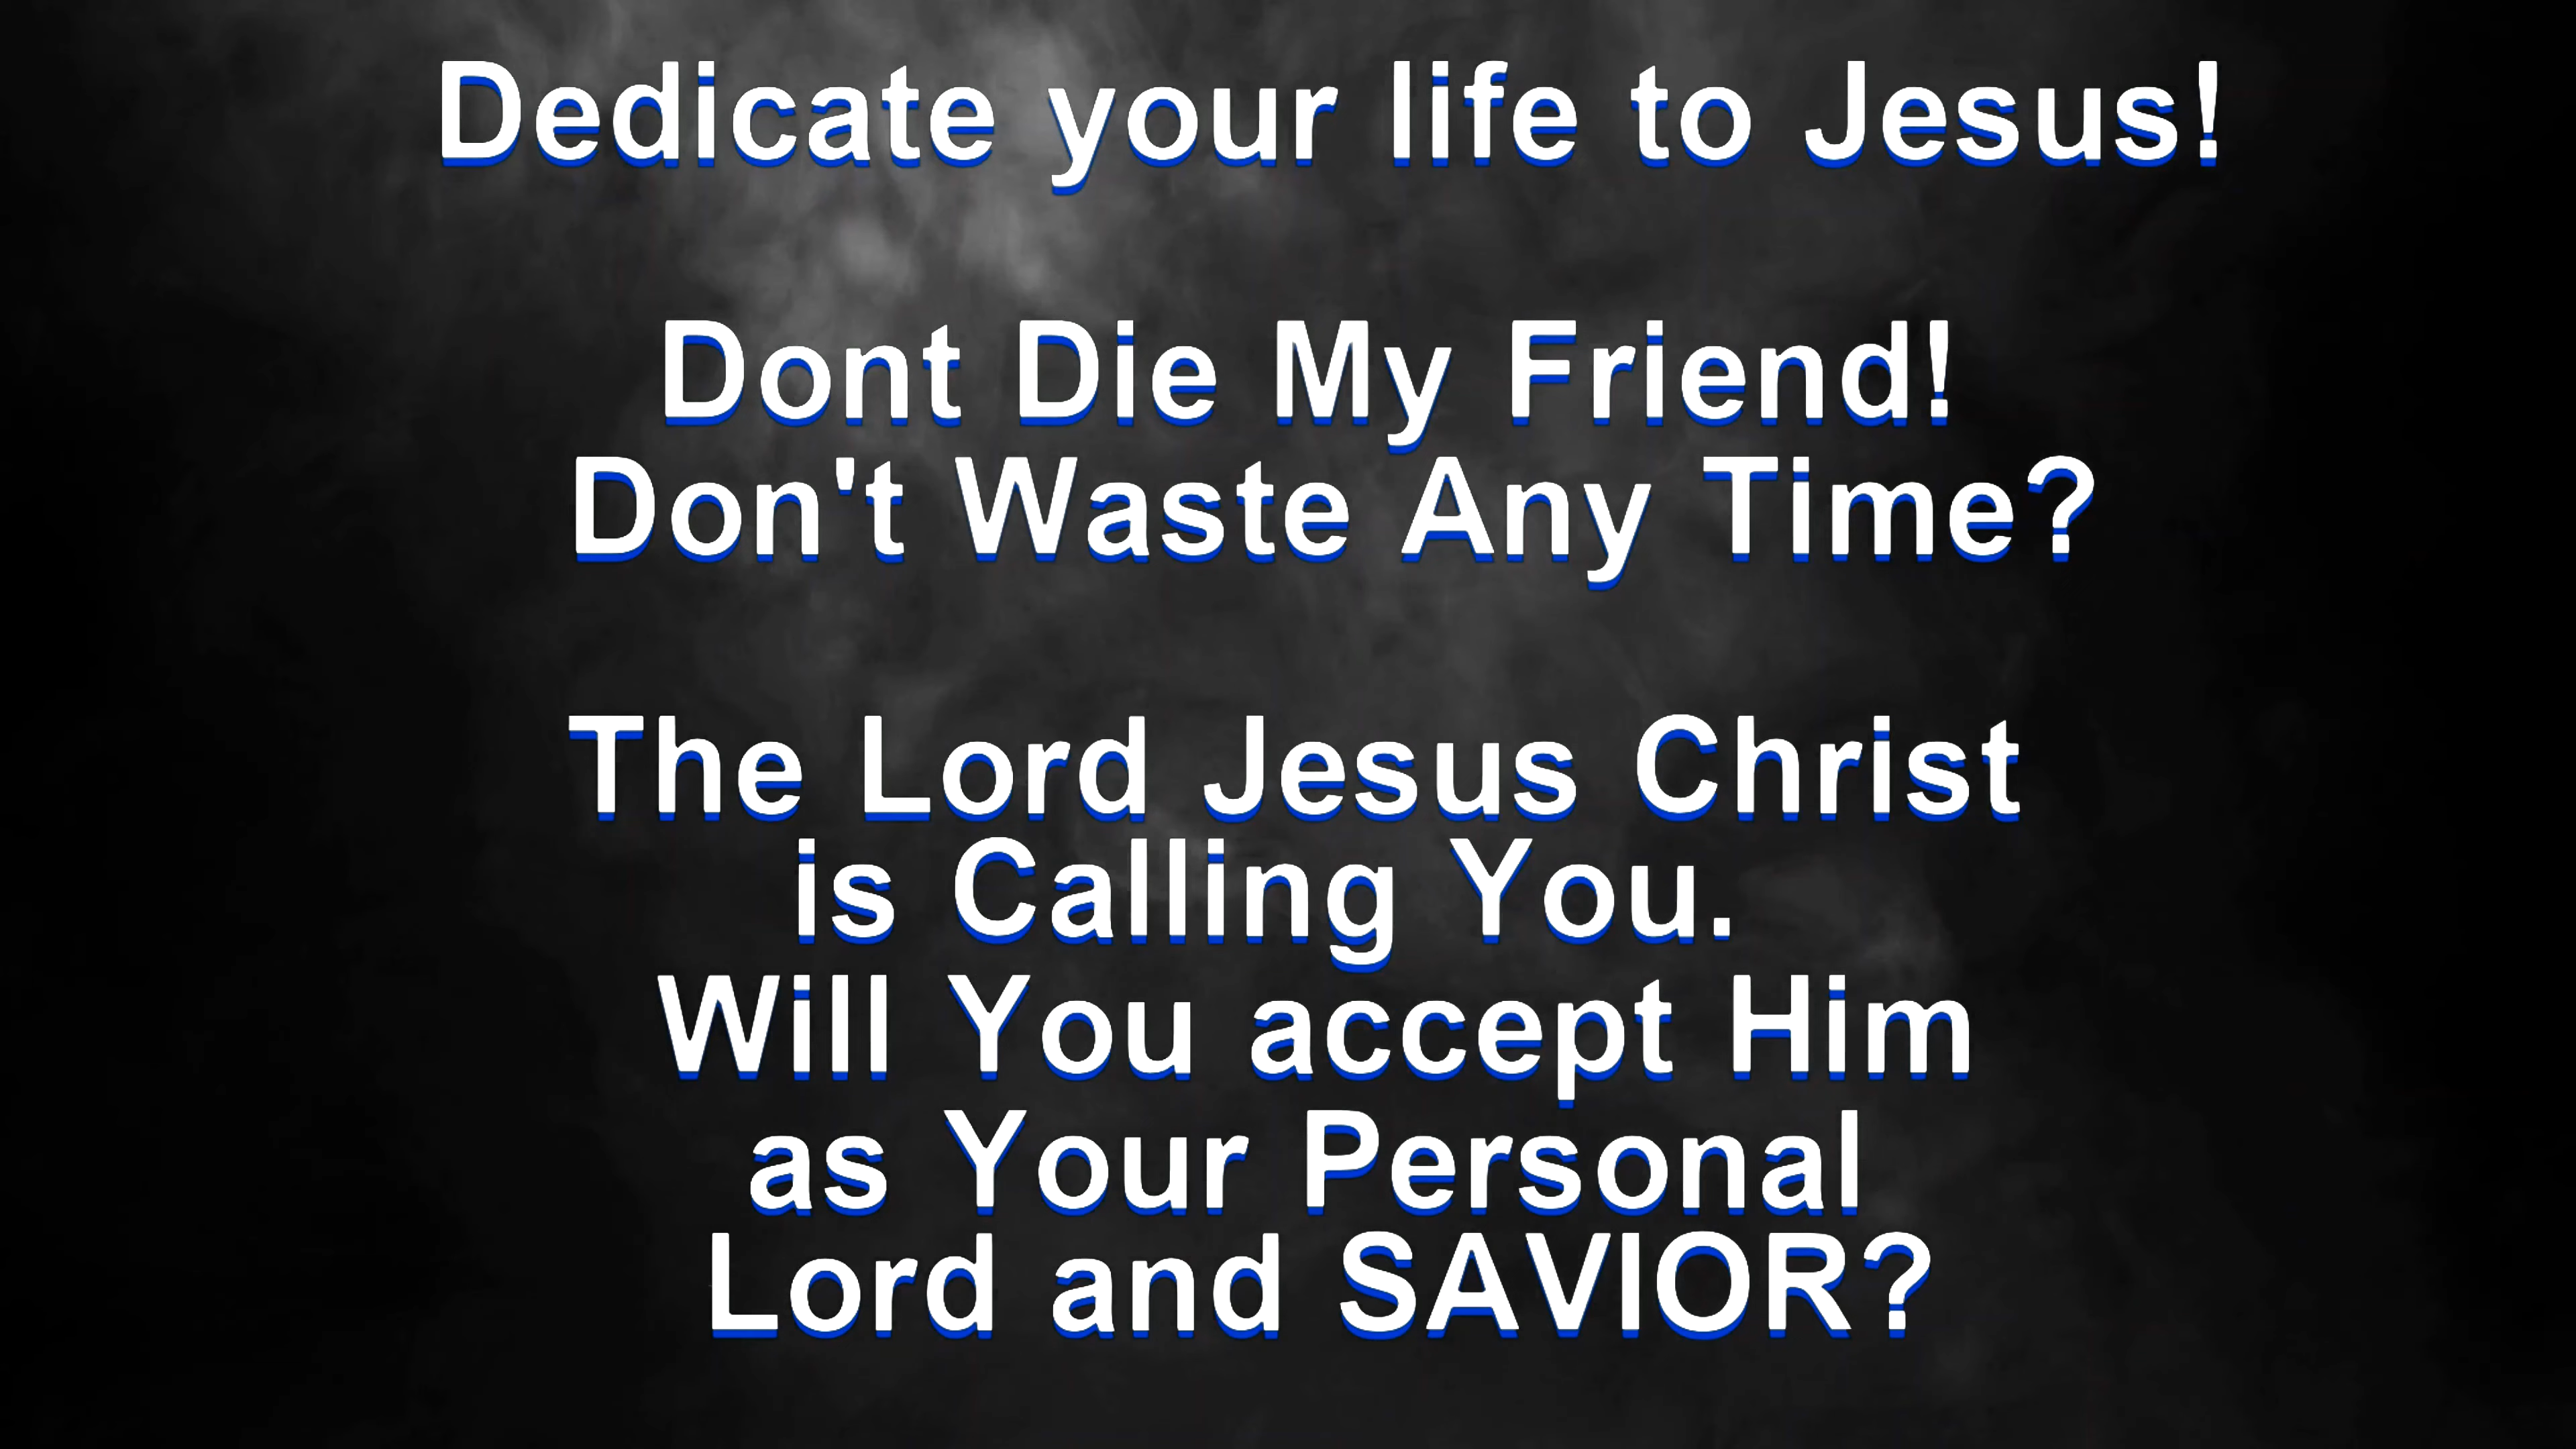 Dedicate your life to Jesus!
Dont Die My Friend!
Don't Waste Any Time?
The Lord Jesus Christ
is Calling You.
Will You accept Him
as Your Personal
Lord and SAVIOR?